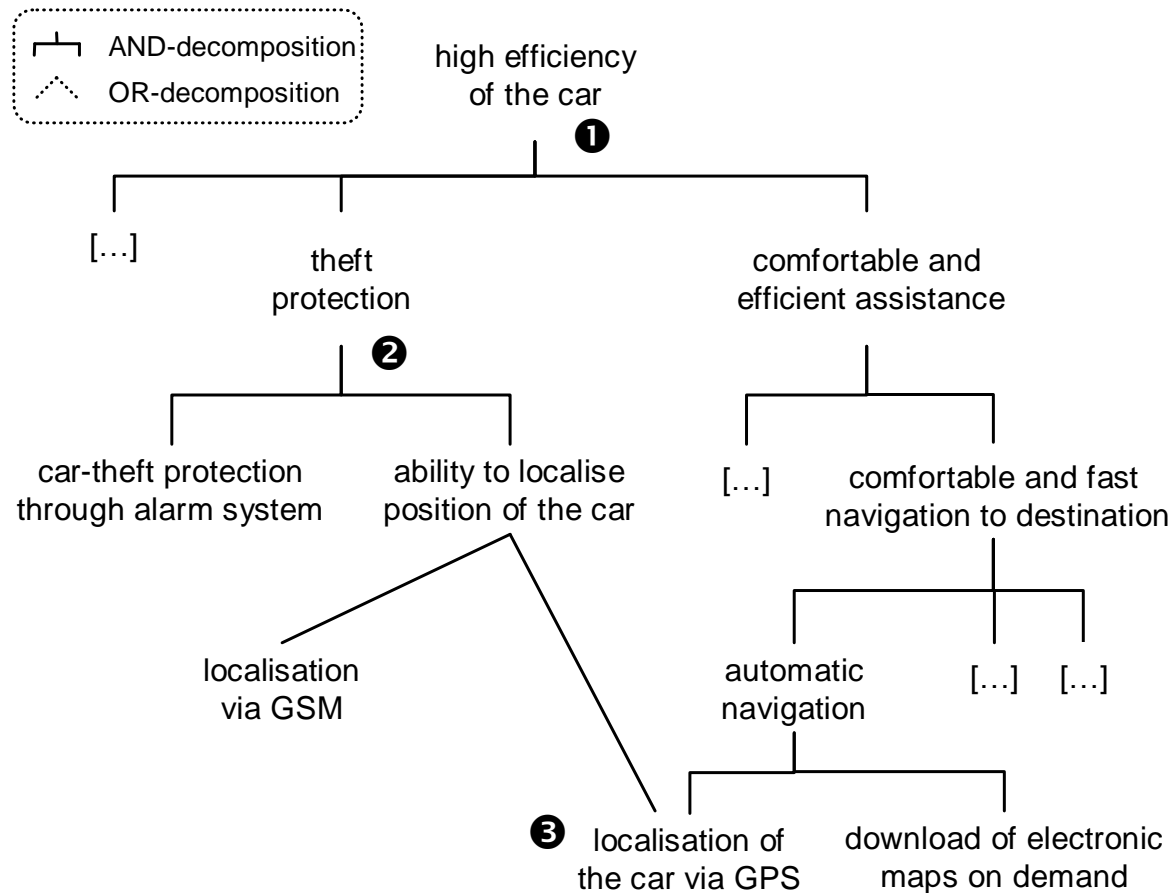 AND-decomposition
OR-decomposition
high efficiency
of the car
❶
[…]
theft
protection
comfortable and
efficient assistance
❷
car-theft protection
through alarm system
ability to localise
position of the car
[…]
comfortable and fast
navigation to destination
localisation
via GSM
automatic
navigation
[…]
[…]
❸
localisation of
the car via GPS
download of electronic
maps on demand